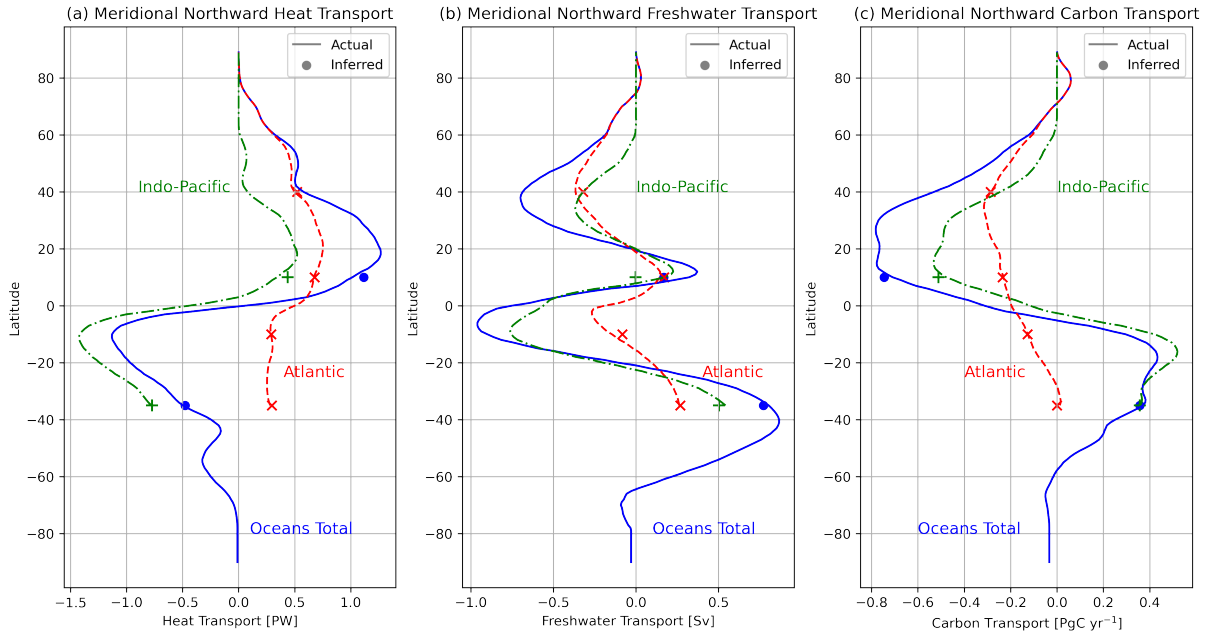 (a) Meridional Northward Heat Transport
Actual
Inferred
80
60
40
20
0
−20
−40
−60
−80
Latitude
Indo-Pacific
Atlantic
Oceans Total
−1.5 −1.0 −0.5 0.0 0.5 1.0
Heat Transport [PW]
(b) Meridional Northward Freshwater Transport
Actual
Inferred
80
60
40
20
0
−20
−40
−60
−80
Latitude
Indo-Pacific
Atlantic
Oceans Total
−1.0 −0.5 0.0 0.5
Freshwater Transport [Sv]
(c) Meridional Northward Carbon Transport
Actual
Inferred
80
60
40
20
0
−20
−40
−60
−80
Latitude
Indo-Pacific
Atlantic
Oceans Total
−0.8 −0.6 −0.4 −0.2 0.0 0.2 0.4
Carbon Transport [PgC yr⁻¹]